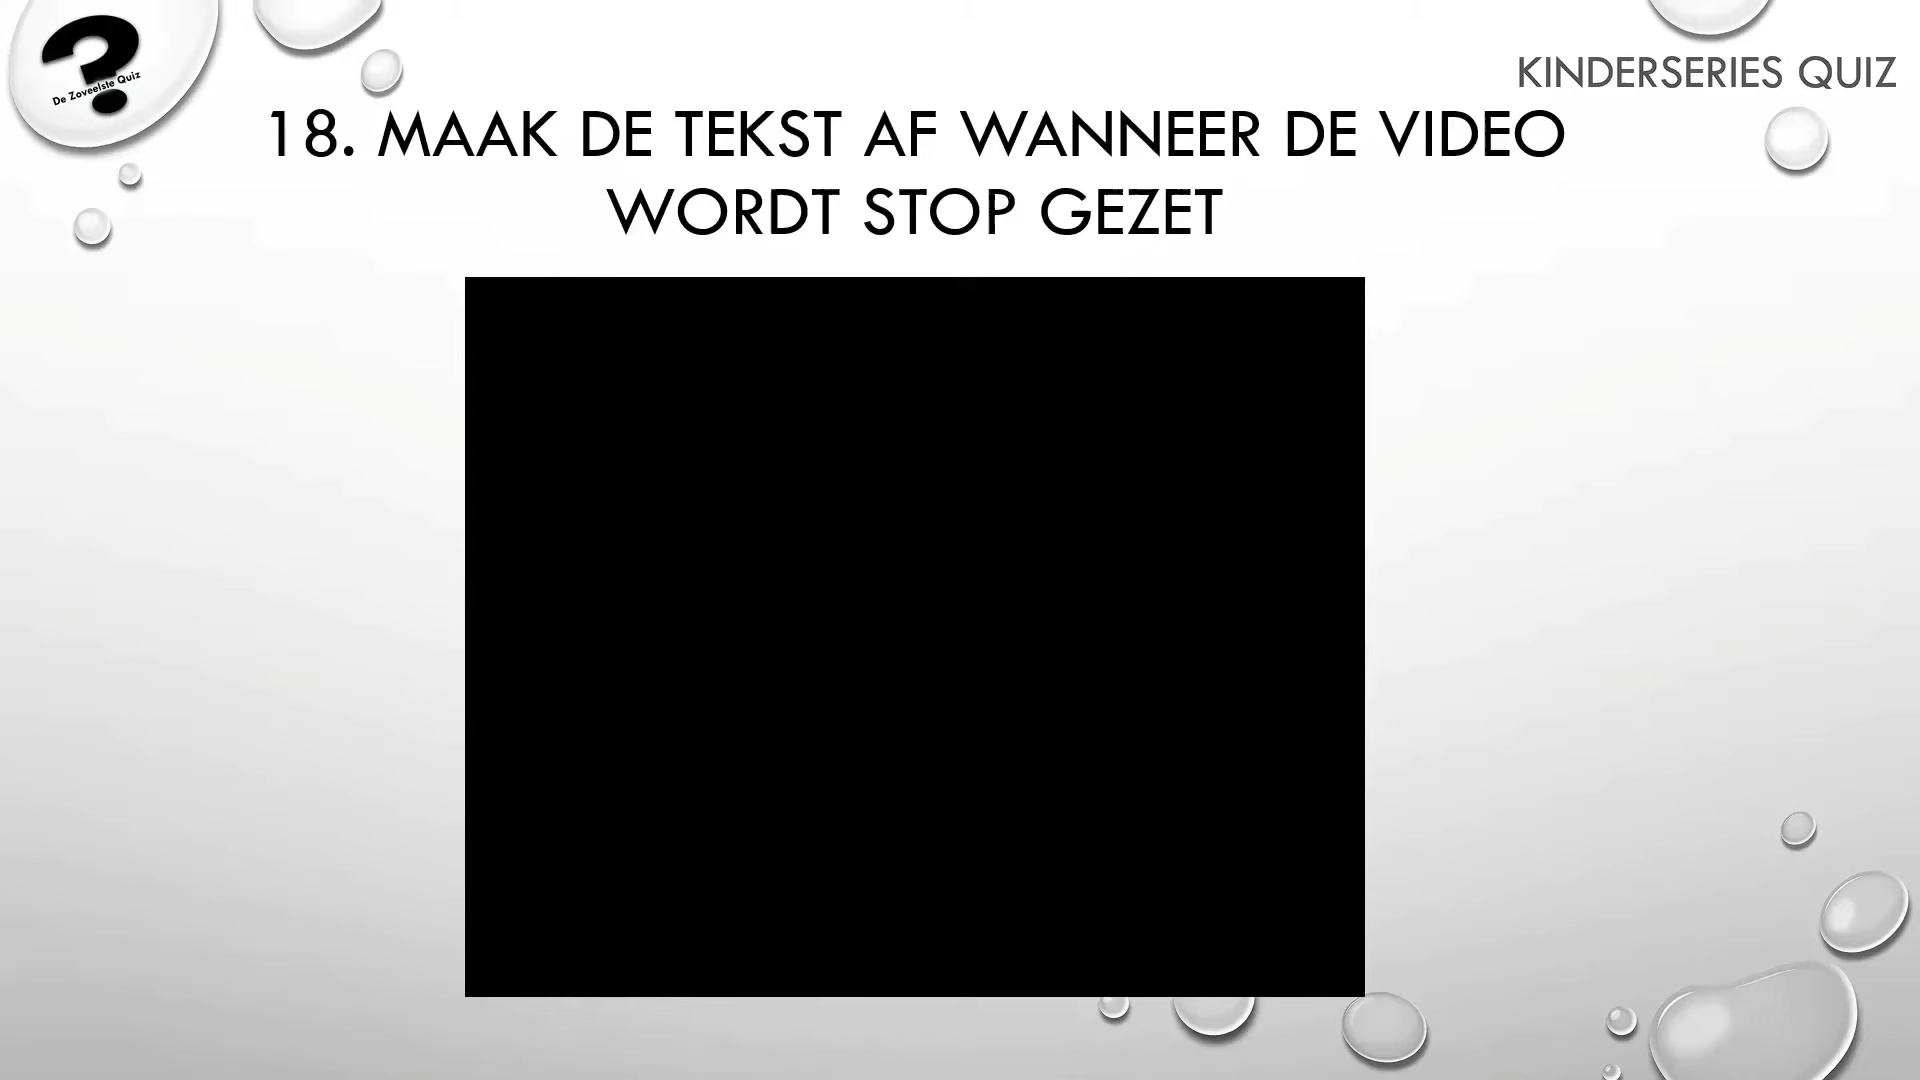 De Zoveelste Quiz
KINDERSERIES QUIZ
18. MAAK DE TEKST AF WANNEER DE VIDEO
WORDT STOP GEZET